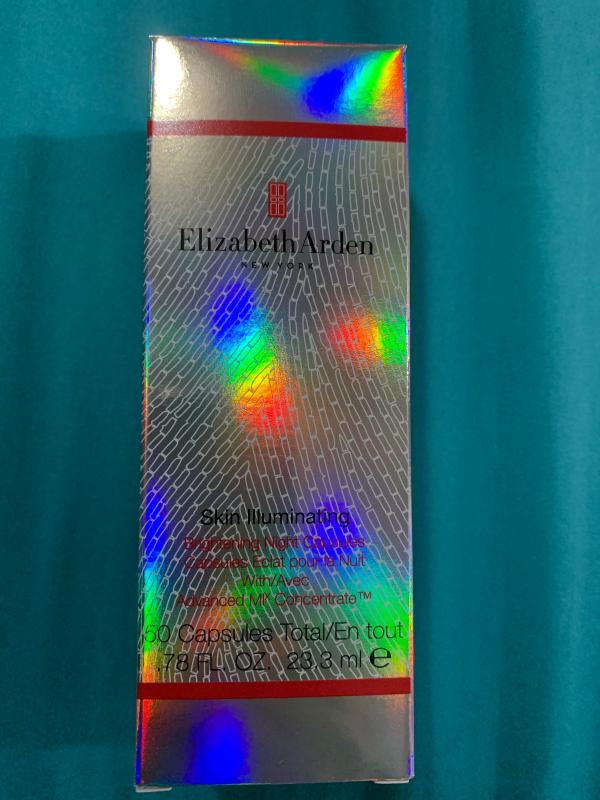 Elizabeth Arden
NEW YORK
Skin Illuminating
Brightening Night Capsules
Capsules Éclat pour la Nuit
With/Avec
Advanced MIˣ Concentrate™
50 Capsules Total/En tout
.78 FL. OZ. 23.3 ml ℮